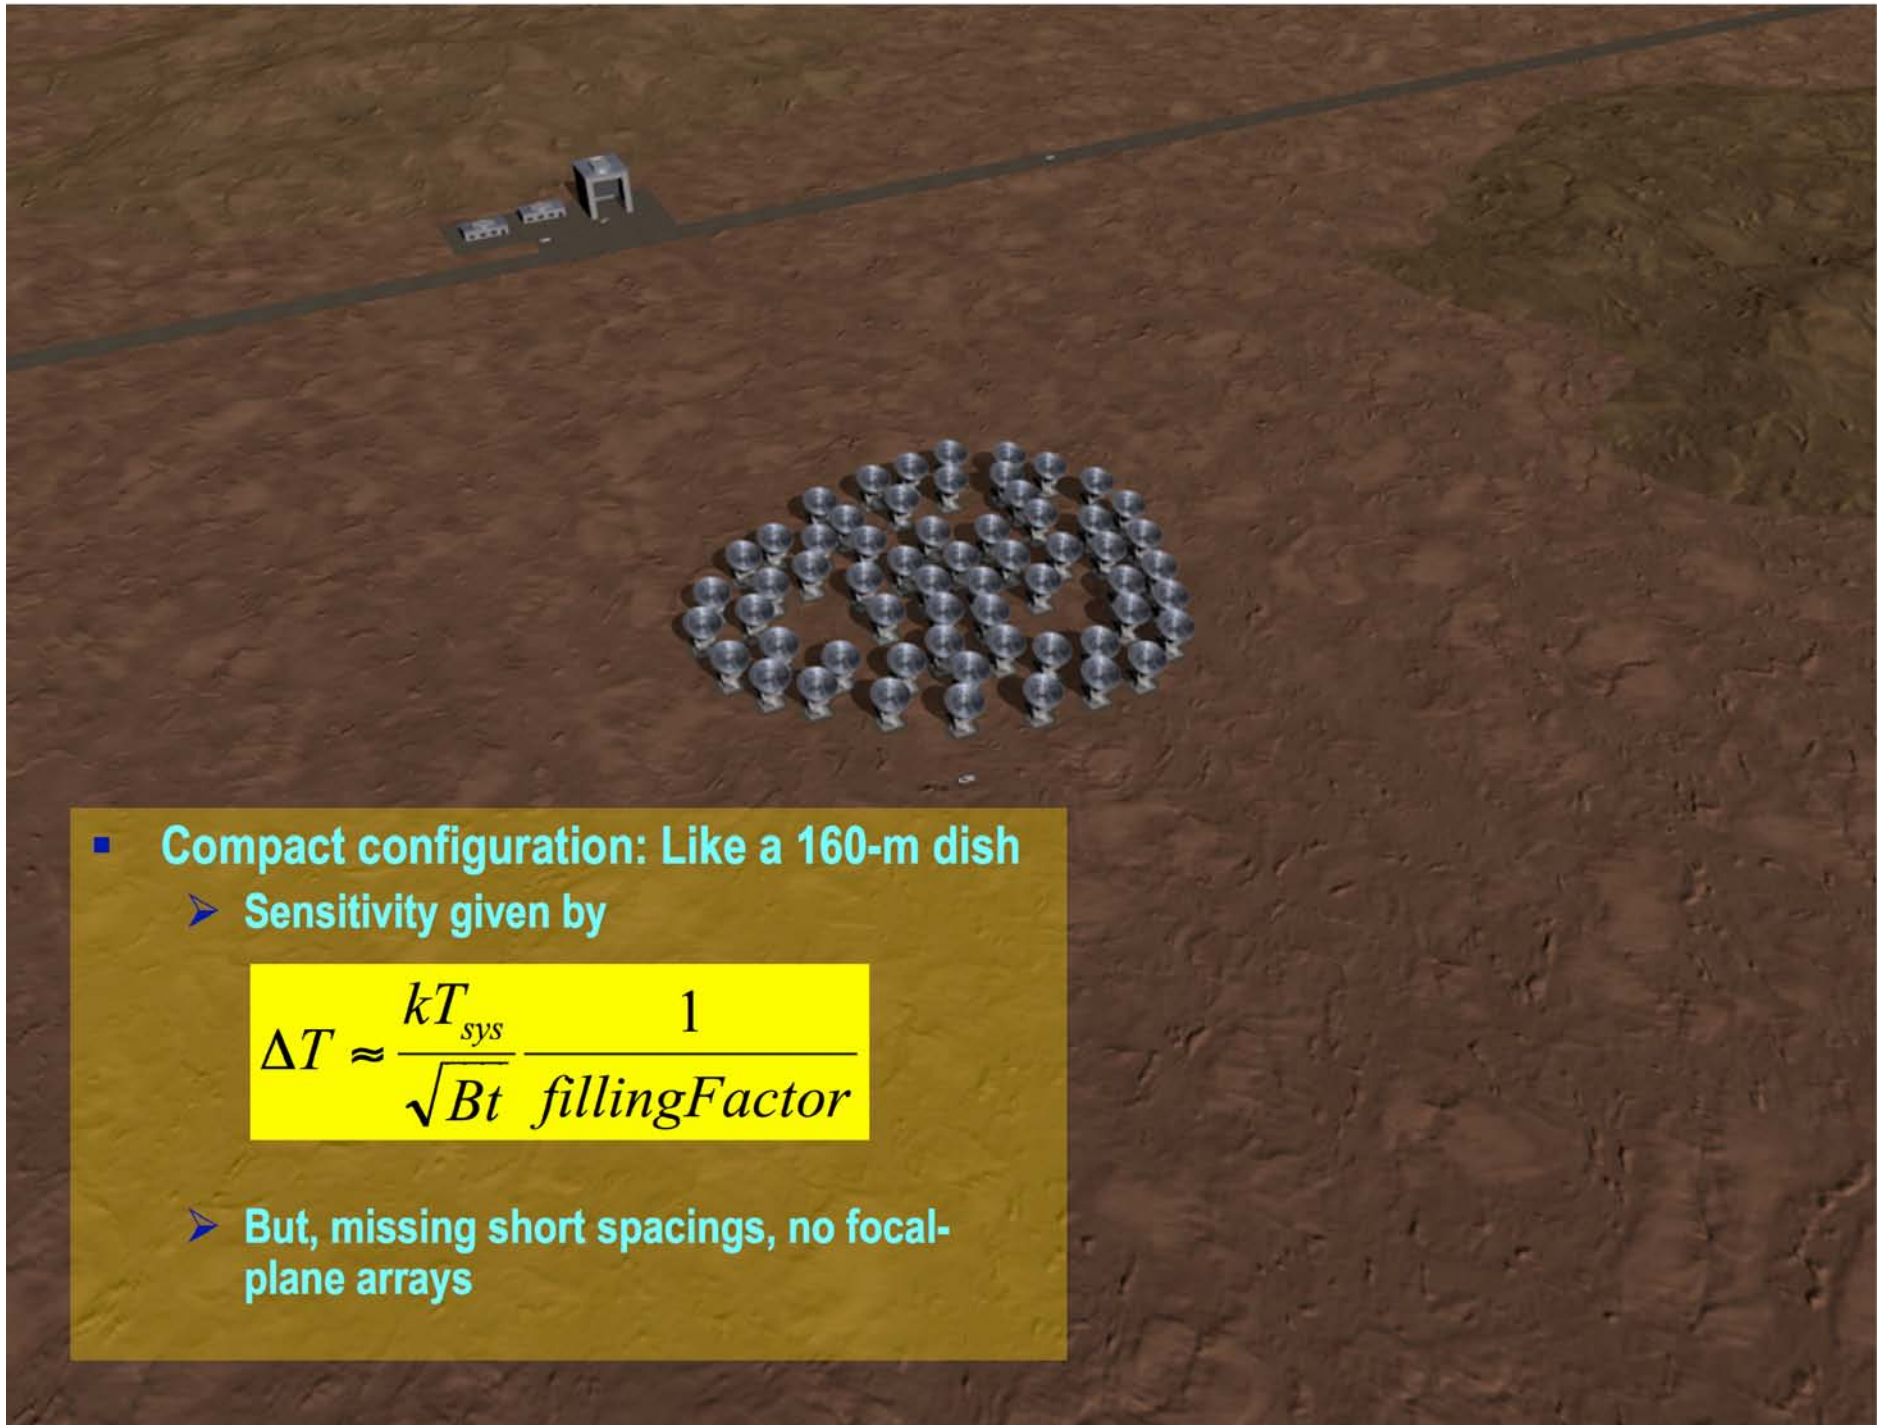 ▪ Compact configuration: Like a 160-m dish
➢ Sensitivity given by
ΔT ≈ kT_sys / √Bt 1 / fillingFactor
➢ But, missing short spacings, no focal-
plane arrays